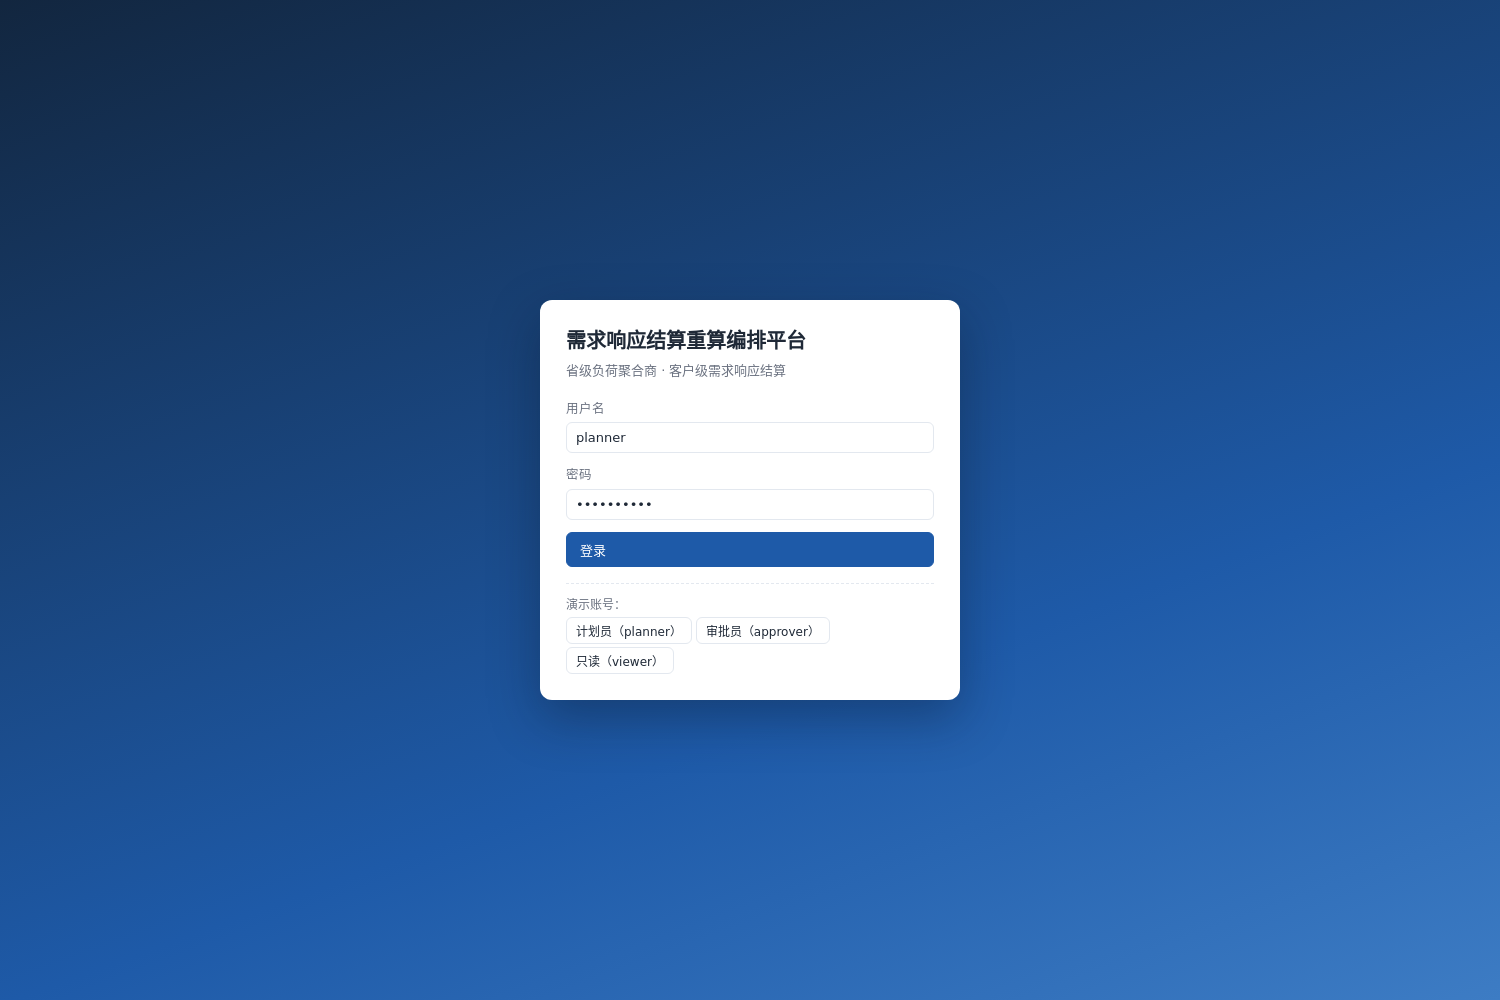 需求响应结算重算编排平台
省级负荷聚合商 · 客户级需求响应结算
用户名
planner
密码
••••••••••
登录
演示账号：
计划员（planner） 审批员（approver）
只读（viewer）